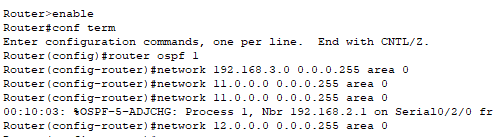 Router>enable
Router#conf term
Enter configuration commands, one per line.  End with CNTL/Z.
Router(config)#router ospf 1
Router(config-router)#network 192.168.3.0 0.0.0.255 area 0
Router(config-router)#network 11.0.0.0 0.0.0.255 area 0
Router(config-router)#network 11.0.0.0 0.0.0.255 area 0
00:10:03: %OSPF-5-ADJCHG: Process 1, Nbr 192.168.2.1 on Serial0/2/0 fr
Router(config-router)#network 12.0.0.0 0.0.0.255 area 0